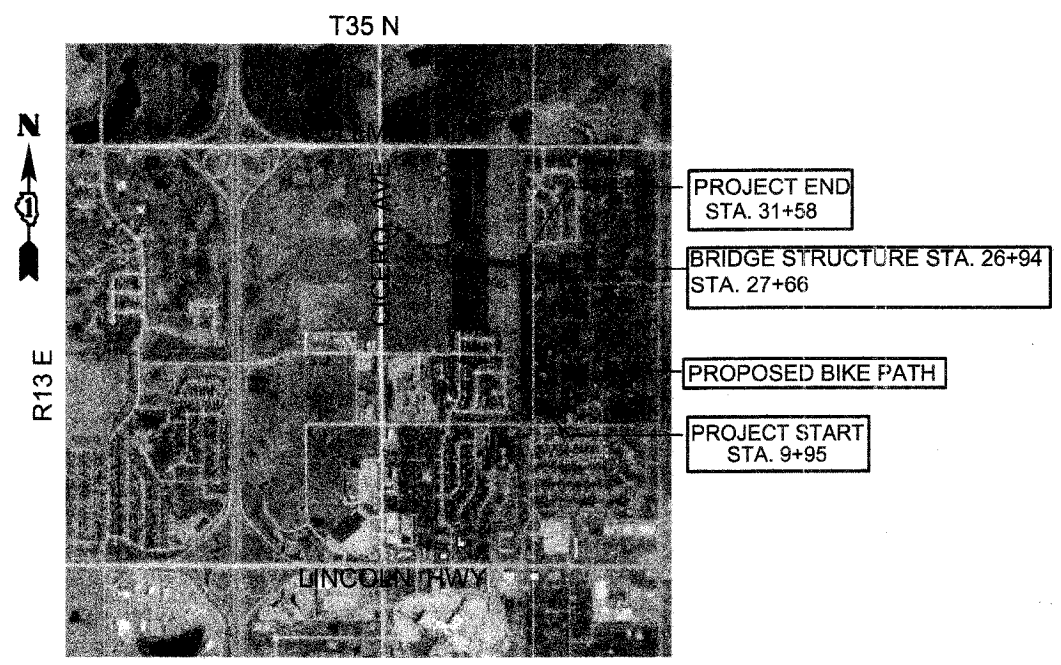 T35 N
N
R13 E
CICERO AVE
LINCOLN HWY
PROJECT END
STA. 31+58
BRIDGE STRUCTURE STA. 26+94
STA. 27+66
PROPOSED BIKE PATH
PROJECT START
STA. 9+95